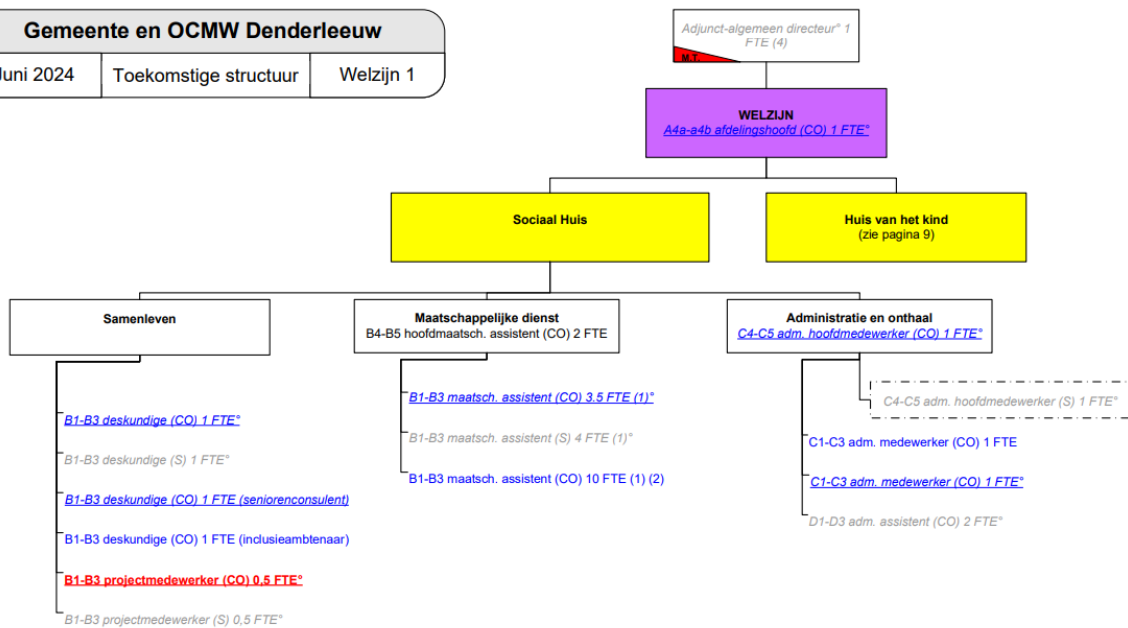 Gemeente en OCMW Denderleeuw
Juni 2024
Toekomstige structuur
Welzijn 1
Adjunct-algemeen directeur° 1
FTE (4)
M.T.
WELZIJN
A4a-a4b afdelingshoofd (CO) 1 FTE°
Sociaal Huis
Huis van het kind
(zie pagina 9)
Samenleven
Maatschappelijke dienst
B4-B5 hoofdmaatsch. assistent (CO) 2 FTE
Administratie en onthaal
C4-C5 adm. hoofdmedewerker (CO) 1 FTE°
B1-B3 deskundige (CO) 1 FTE°
B1-B3 deskundige (S) 1 FTE°
B1-B3 deskundige (CO) 1 FTE (seniorenconsulent)
B1-B3 deskundige (CO) 1 FTE (inclusieambtenaar)
B1-B3 projectmedewerker (CO) 0,5 FTE°
B1-B3 projectmedewerker (S) 0,5 FTE°
B1-B3 maatsch. assistent (CO) 3.5 FTE (1)°
B1-B3 maatsch. assistent (S) 4 FTE (1)°
B1-B3 maatsch. assistent (CO) 10 FTE (1) (2)
C4-C5 adm. hoofdmedewerker (S) 1 FTE°
C1-C3 adm. medewerker (CO) 1 FTE
C1-C3 adm. medewerker (CO) 1 FTE°
D1-D3 adm. assistent (CO) 2 FTE°